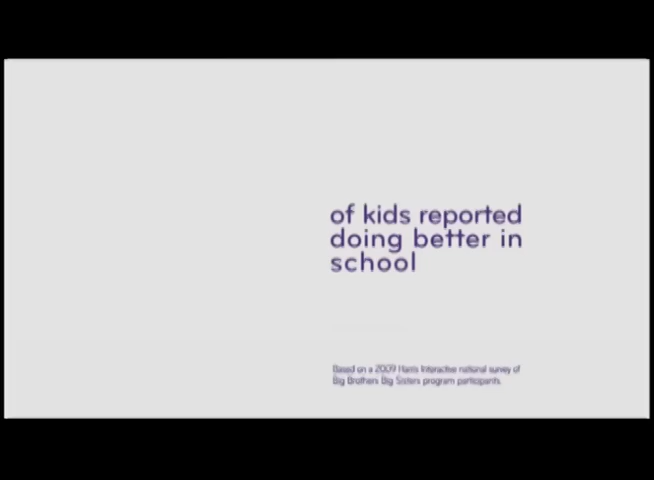 of kids reported
doing better in
school
Based on a 2009 Harris Interactive national survey of
Big Brothers Big Sisters program participants.